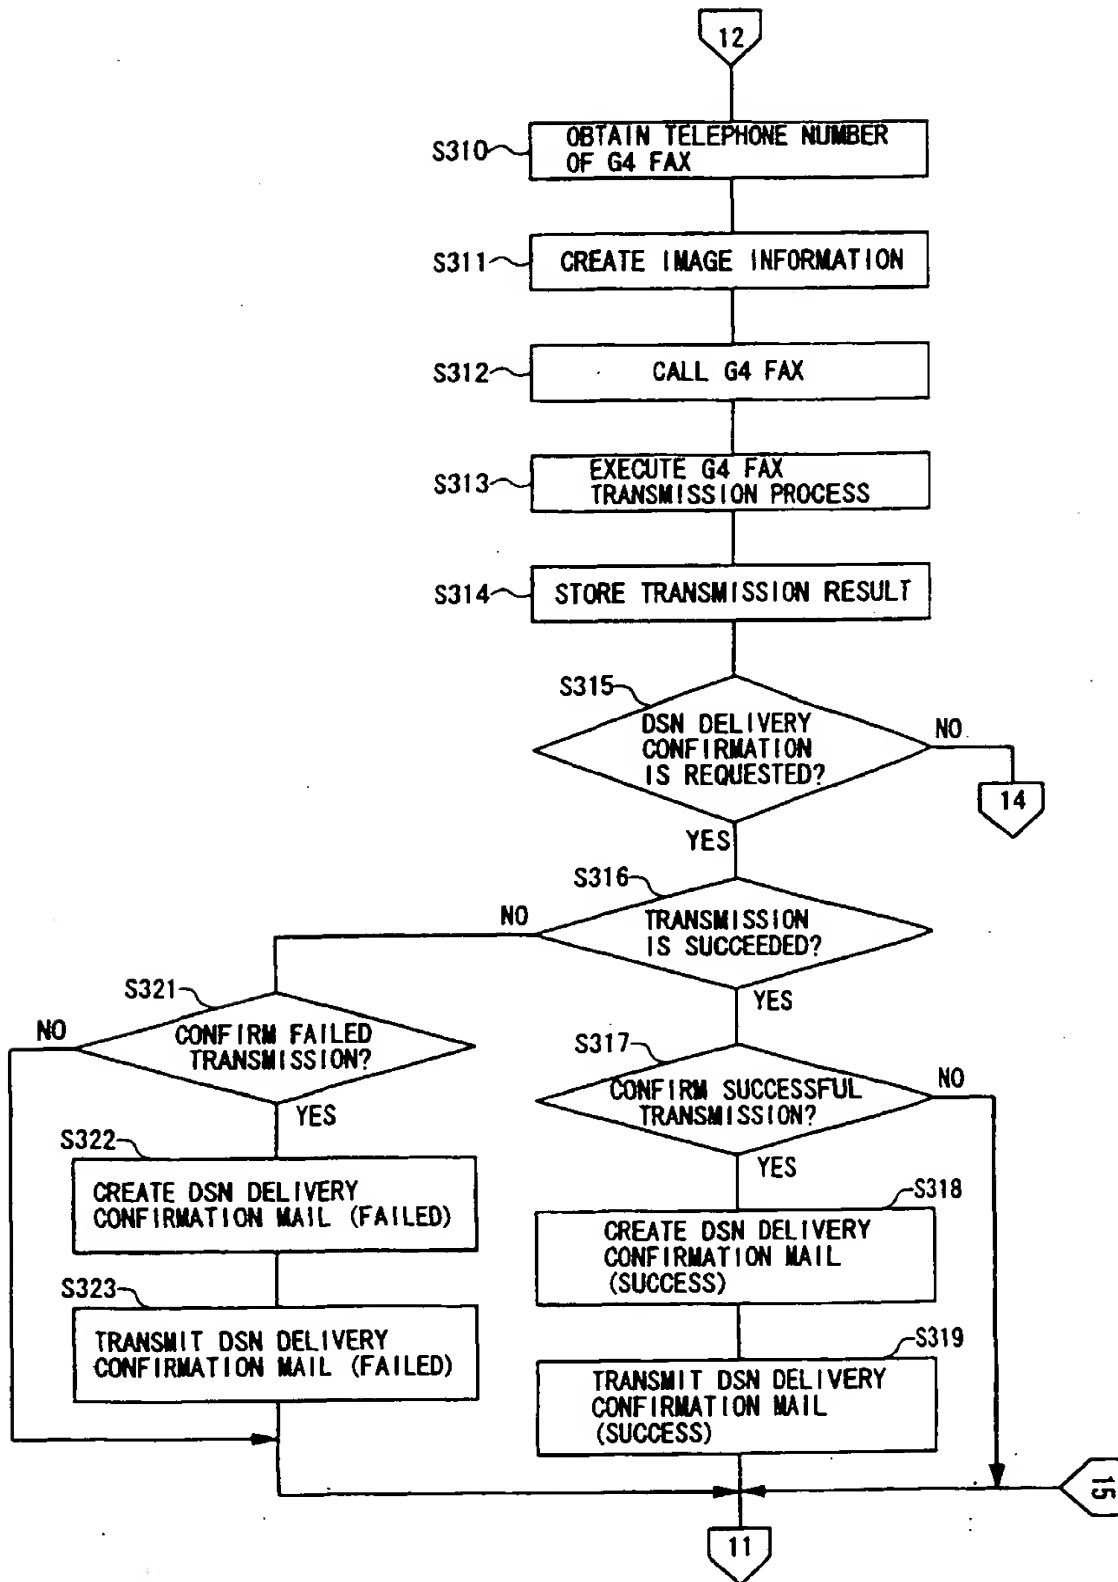 12
S310
OBTAIN TELEPHONE NUMBER
OF G4 FAX
S311
CREATE IMAGE INFORMATION
S312
CALL G4 FAX
S313
EXECUTE G4 FAX
TRANSMISSION PROCESS
S314
STORE TRANSMISSION RESULT
S315
DSN DELIVERY
CONFIRMATION
IS REQUESTED?
NO
14
YES
S316
TRANSMISSION
IS SUCCEEDED?
NO
YES
S321
CONFIRM FAILED
TRANSMISSION?
NO
YES
S317
CONFIRM SUCCESSFUL
TRANSMISSION?
NO
YES
S322
CREATE DSN DELIVERY
CONFIRMATION MAIL (FAILED)
S318
CREATE DSN DELIVERY
CONFIRMATION MAIL
(SUCCESS)
S323
TRANSMIT DSN DELIVERY
CONFIRMATION MAIL (FAILED)
S319
TRANSMIT DSN DELIVERY
CONFIRMATION MAIL
(SUCCESS)
15
11